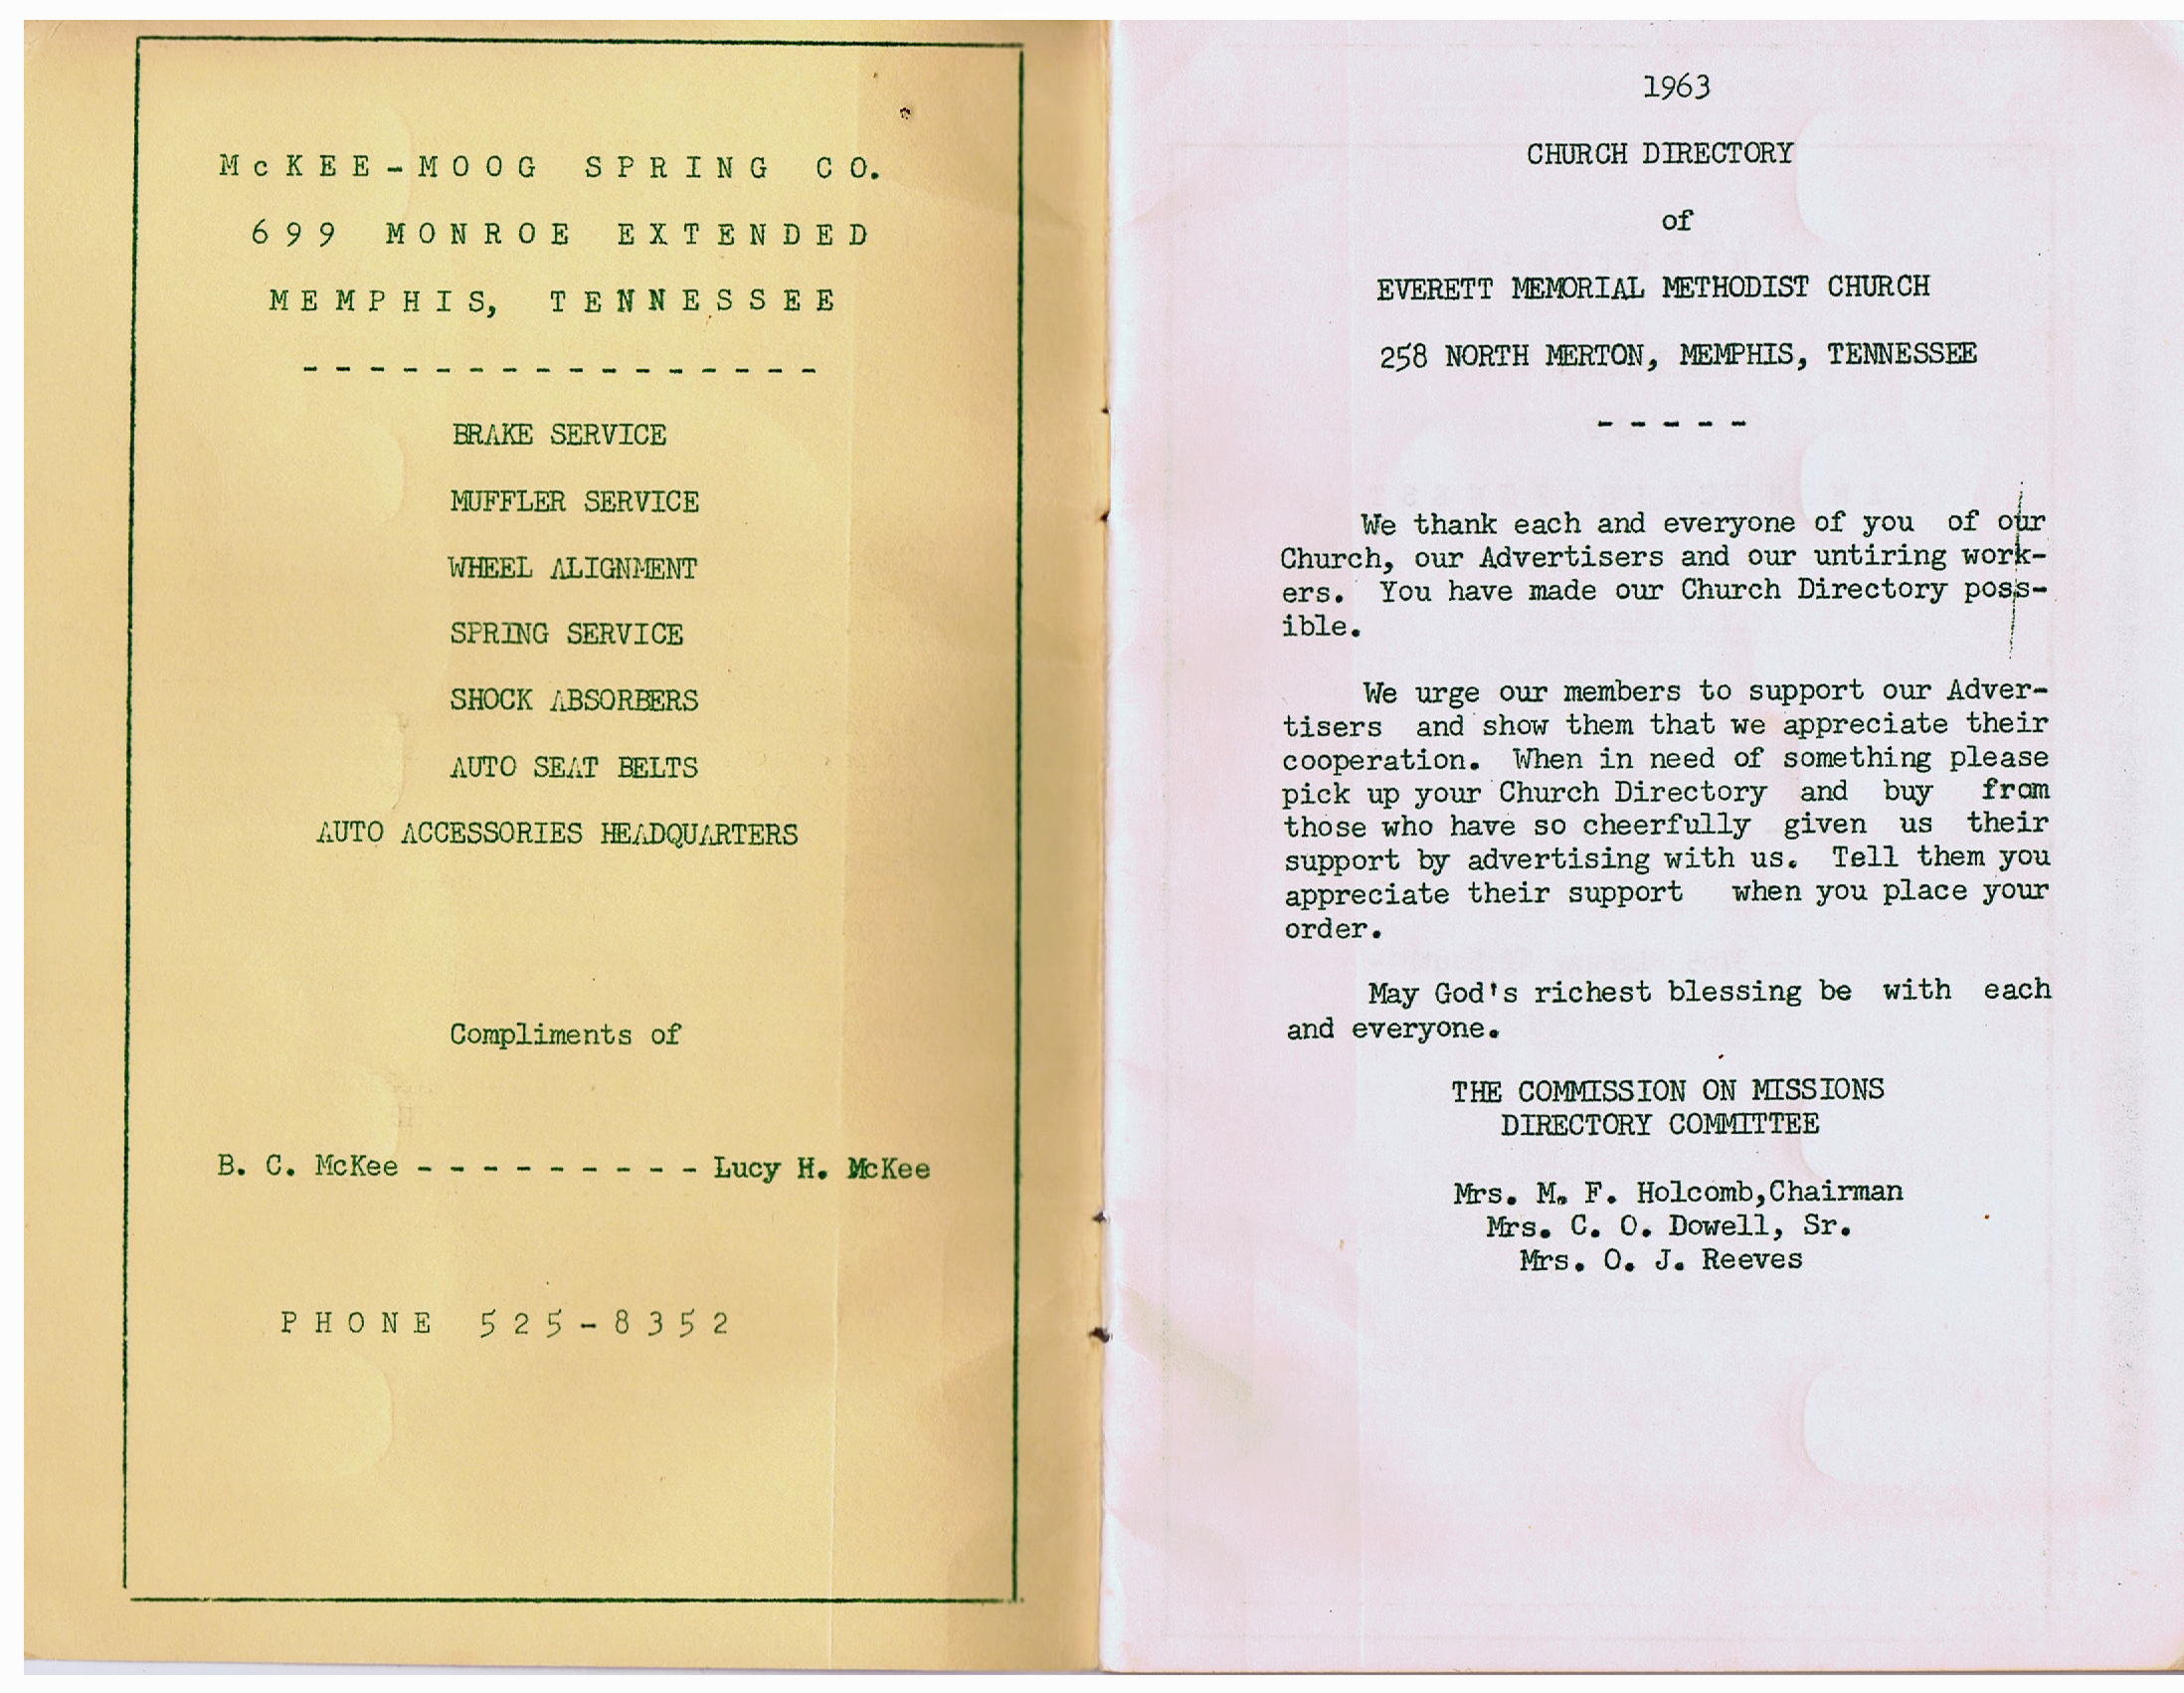 McKEE-MOOG SPRING CO.
699 MONROE EXTENDED
MEMPHIS, TENNESSEE
- - - - - - - - - - - - - - - -
BRAKE SERVICE
MUFFLER SERVICE
WHEEL ALIGNMENT
SPRING SERVICE
SHOCK ABSORBERS
AUTO SEAT BELTS
AUTO ACCESSORIES HEADQUARTERS
Compliments of
B. C. McKee - - - - - - - - - Lucy H. McKee
PHONE 525-8352
1963
CHURCH DIRECTORY
of
EVERETT MEMORIAL METHODIST CHURCH
258 NORTH MERTON, MEMPHIS, TENNESSEE
- - - - -
We thank each and everyone of you of our
Church, our Advertisers and our untiring work-
ers. You have made our Church Directory poss-
ible.
We urge our members to support our Adver-
tisers and show them that we appreciate their
cooperation. When in need of something please
pick up your Church Directory and buy from
those who have so cheerfully given us their
support by advertising with us. Tell them you
appreciate their support when you place your
order.
May God's richest blessing be with each
and everyone.
THE COMMISSION ON MISSIONS
DIRECTORY COMMITTEE
Mrs. M. F. Holcomb,Chairman
Mrs. C. O. Dowell, Sr.
Mrs. O. J. Reeves